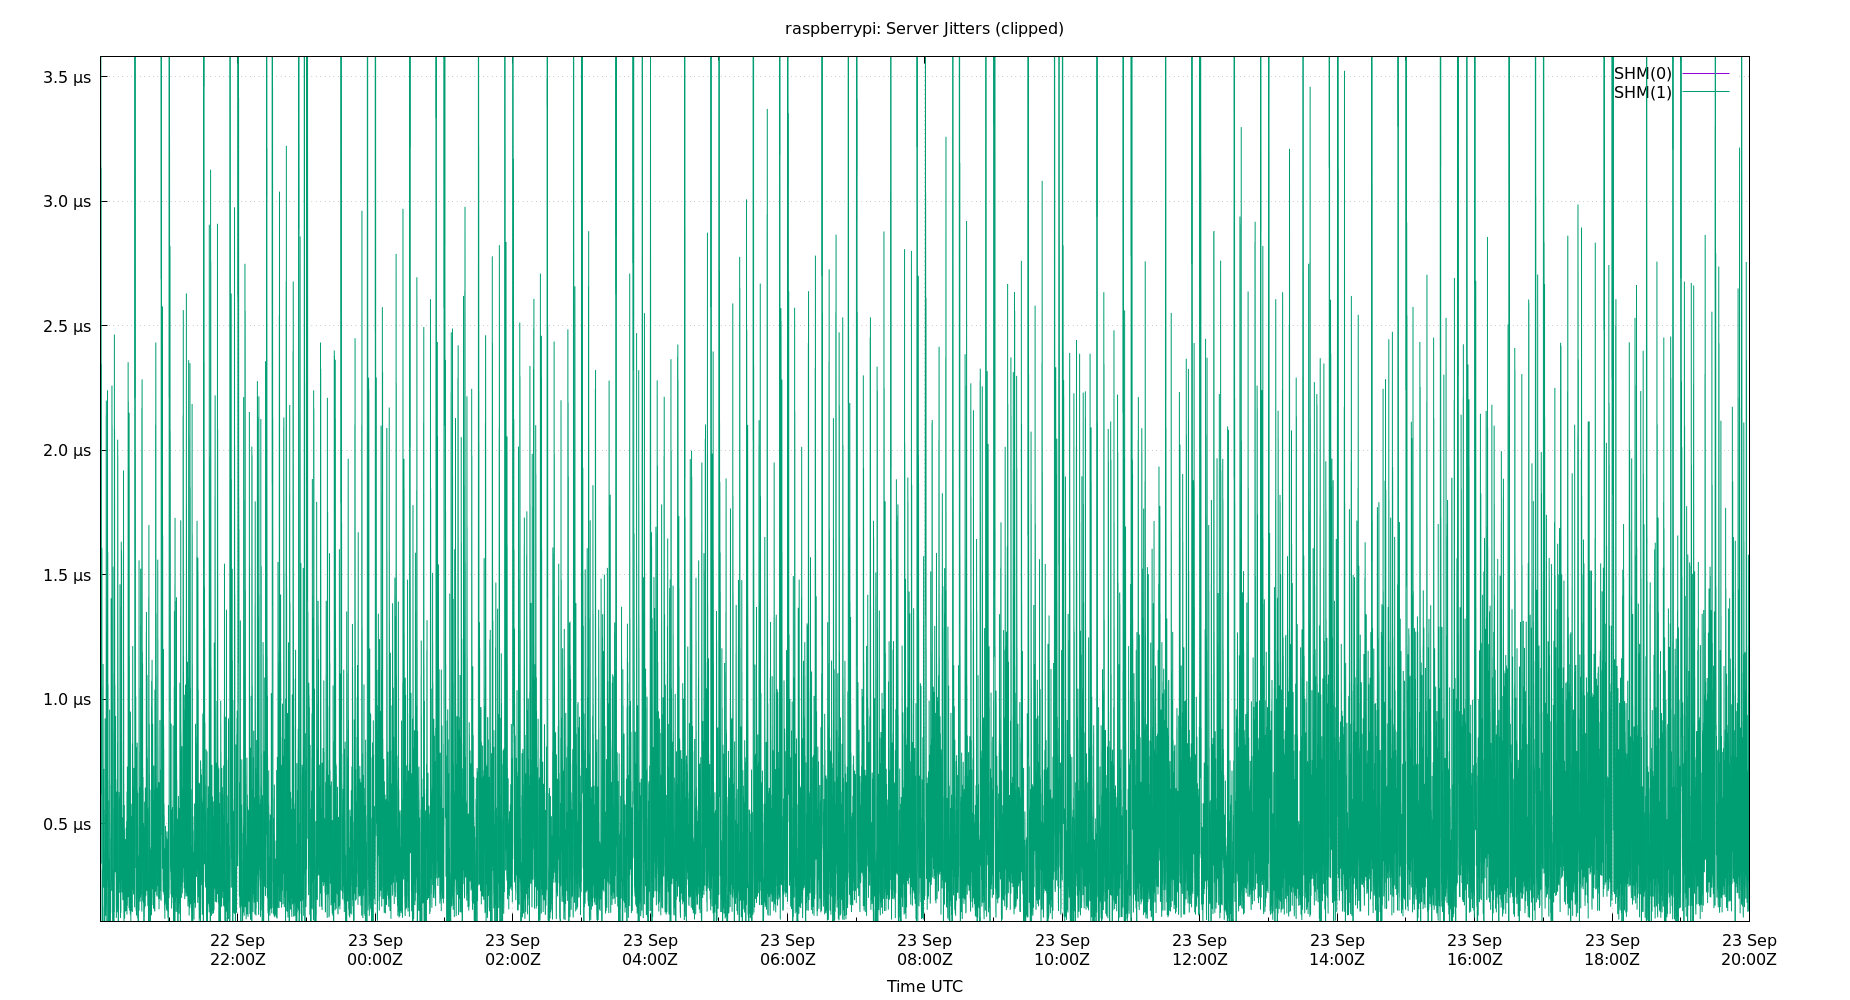 raspberrypi: Server Jitters (clipped)
3.5 µs
3.0 µs
2.5 µs
2.0 µs
1.5 µs
1.0 µs
0.5 µs
SHM(0)
SHM(1)
22 Sep
22:00Z
23 Sep
00:00Z
23 Sep
02:00Z
23 Sep
04:00Z
23 Sep
06:00Z
23 Sep
08:00Z
23 Sep
10:00Z
23 Sep
12:00Z
23 Sep
14:00Z
23 Sep
16:00Z
23 Sep
18:00Z
23 Sep
20:00Z
Time UTC